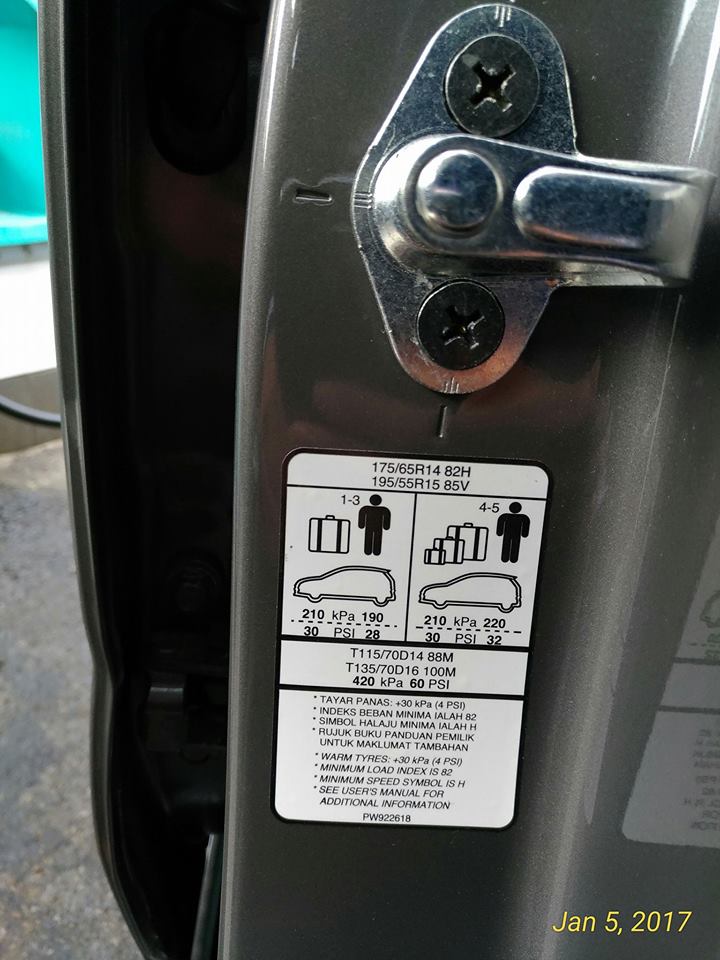 175/65R14 82H
195/55R15 85V
1-3
4-5
210 kPa 190
30 PSI 28
210 kPa 220
30 PSI 32
T115/70D14 88M
T135/70D16 100M
420 kPa 60 PSI
* TAYAR PANAS: +30 kPa (4 PSI)
* INDEKS BEBAN MINIMA IALAH 82
* SIMBOL HALAJU MINIMA IALAH H
* RUJUK BUKU PANDUAN PEMILIK
UNTUK MAKLUMAT TAMBAHAN
* WARM TYRES: +30 kPa (4 PSI)
* MINIMUM LOAD INDEX IS 82
* MINIMUM SPEED SYMBOL IS H
* SEE USER'S MANUAL FOR
ADDITIONAL INFORMATION
PW922618
Jan 5, 2017